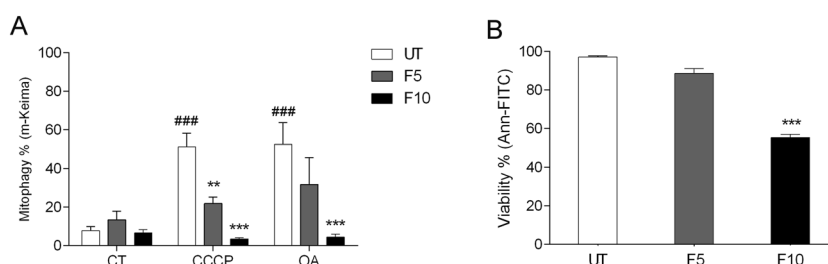 A
Mitophagy % (m-Keima)
100
80
60
40
20
0
###
**
***
###
***
CT
CCCP
OA
UT
F5
F10
B
Viability % (Ann-FITC)
100
80
60
40
20
0
***
UT
F5
F10